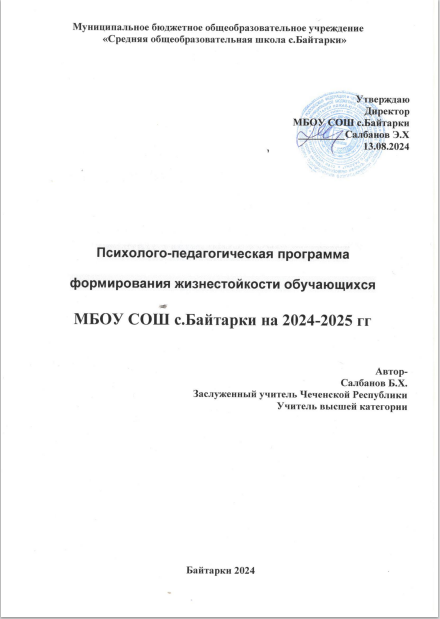 Муниципальное бюджетное общеобразовательное учреждение
«Средняя общеобразовательная школа с.Байтарки»
Утверждаю
Директор
МБОУ СОШ с.Байтарки
Салбанов Э.Х
13.08.2024
Психолого-педагогическая программа
формирования жизнестойкости обучающихся
МБОУ СОШ с.Байтарки на 2024-2025 гг
Автор-
Салбанов Б.Х.
Заслуженный учитель Чеченской Республики
Учитель высшей категории
Байтарки 2024